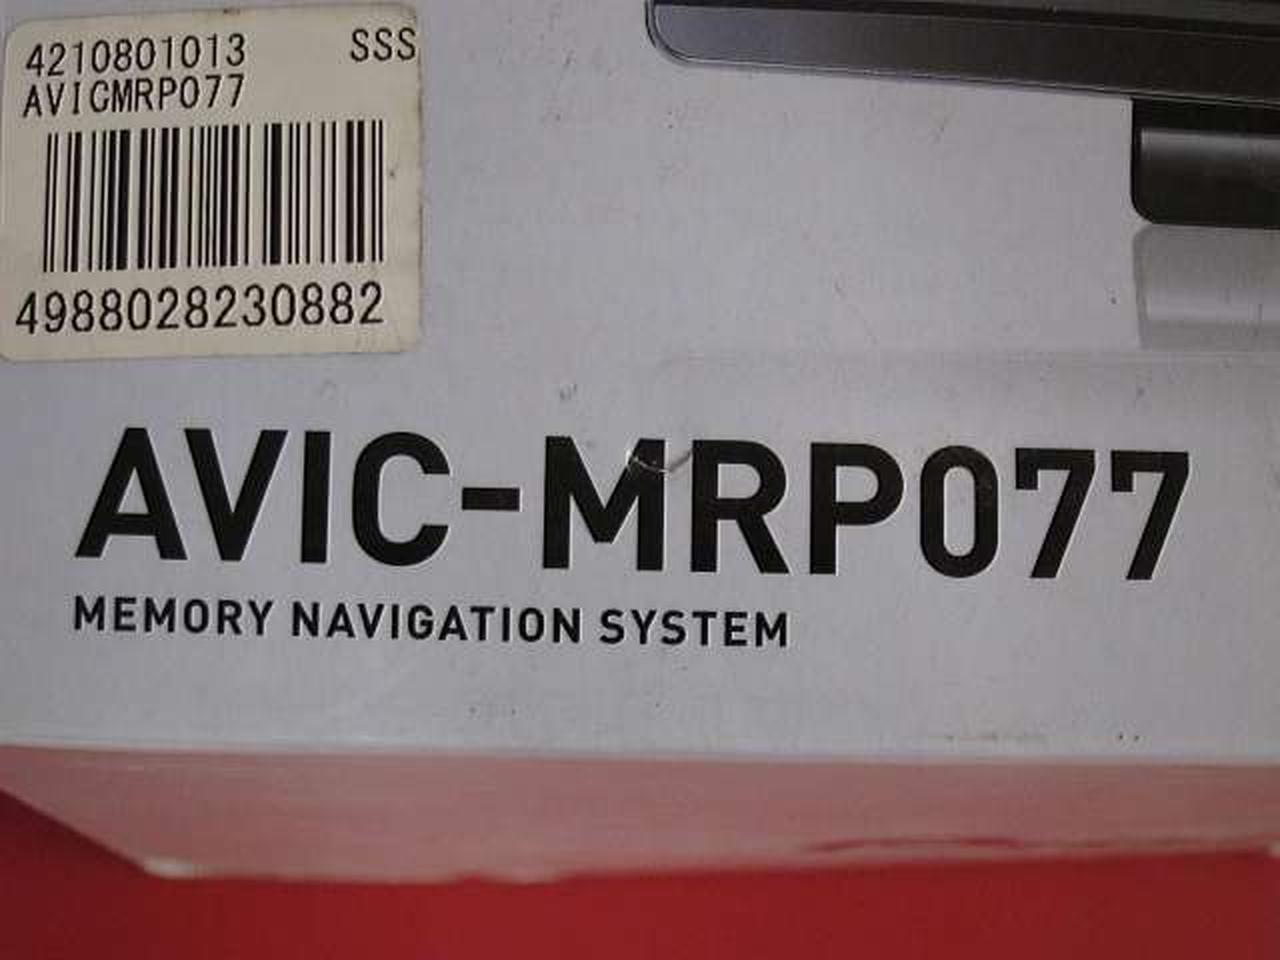 4210801013 SSS
AVICMRP077
4988028230882
AVIC-MRP077
MEMORY NAVIGATION SYSTEM